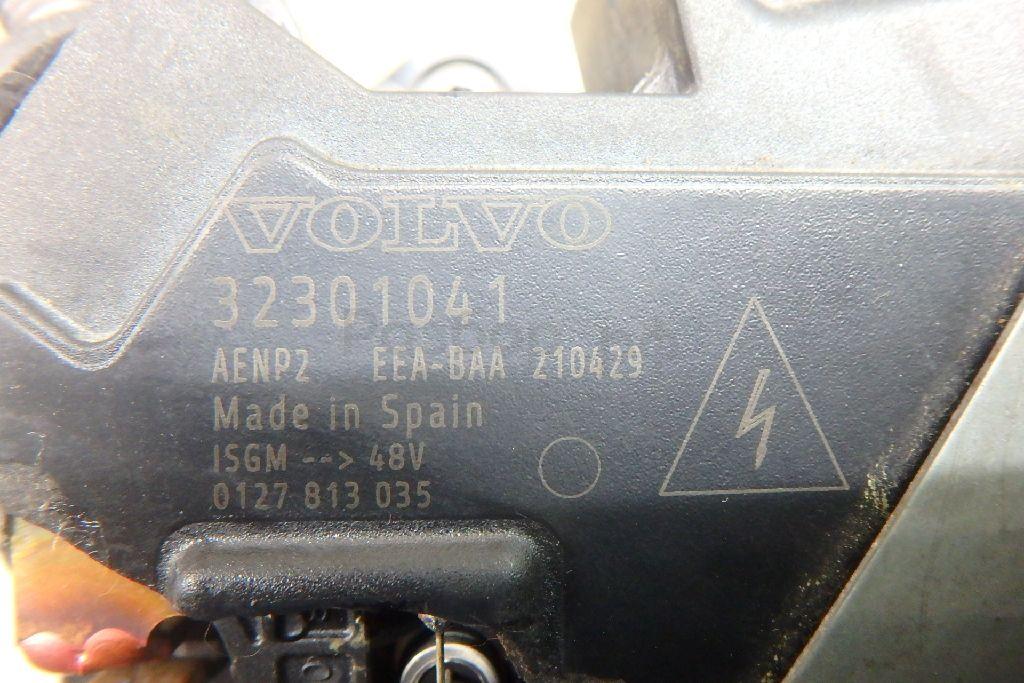 VOLVO
32301041
AENP2 EEA-BAA 210429
Made in Spain
ISGM --> 48V
0127 813 035